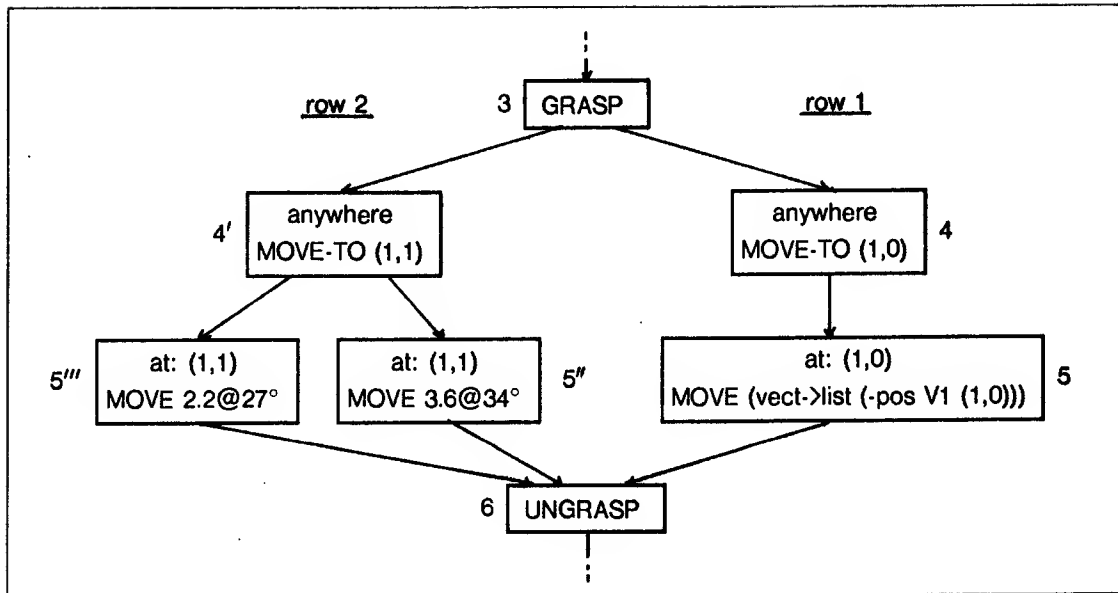 row 2
3
GRASP
row 1
4'
anywhere
MOVE-TO (1,1)
anywhere
MOVE-TO (1,0)
4
5'''
at: (1,1)
MOVE 2.2@27°
at: (1,1)
MOVE 3.6@34°
5''
at: (1,0)
MOVE (vect->list (-pos V1 (1,0)))
5
6
UNGRASP